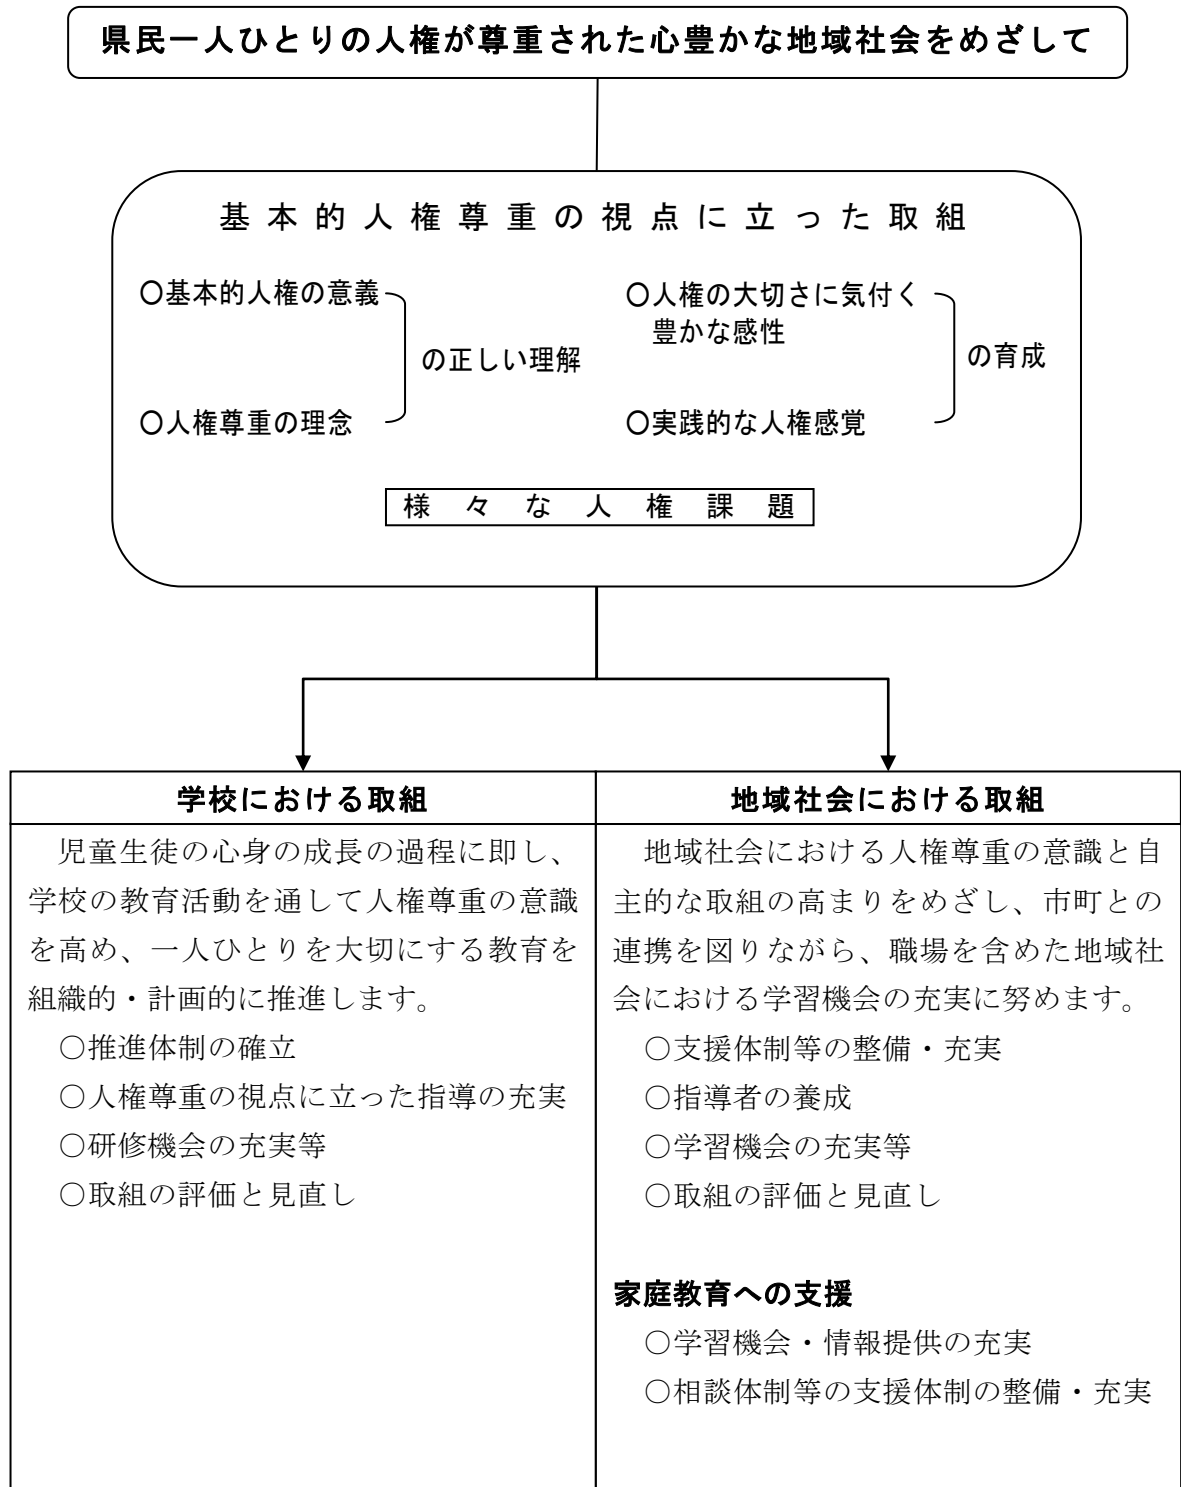 県民一人ひとりの人権が尊重された心豊かな地域社会をめざして
基本的人権尊重の視点に立った取組
〇基本的人権の意義
の正しい理解
〇人権尊重の理念
〇人権の大切さに気付く
豊かな感性
の育成
〇実践的な人権感覚
様々な人権課題
学校における取組
児童生徒の心身の成長の過程に即し、
学校の教育活動を通して人権尊重の意識
を高め、一人ひとりを大切にする教育を
組織的・計画的に推進します。
〇推進体制の確立
〇人権尊重の視点に立った指導の充実
〇研修機会の充実等
〇取組の評価と見直し
地域社会における取組
地域社会における人権尊重の意識と自
主的な取組の高まりをめざし、市町との
連携を図りながら、職場を含めた地域社
会における学習機会の充実に努めます。
〇支援体制等の整備・充実
〇指導者の養成
〇学習機会の充実等
〇取組の評価と見直し
家庭教育への支援
〇学習機会・情報提供の充実
〇相談体制等の支援体制の整備・充実